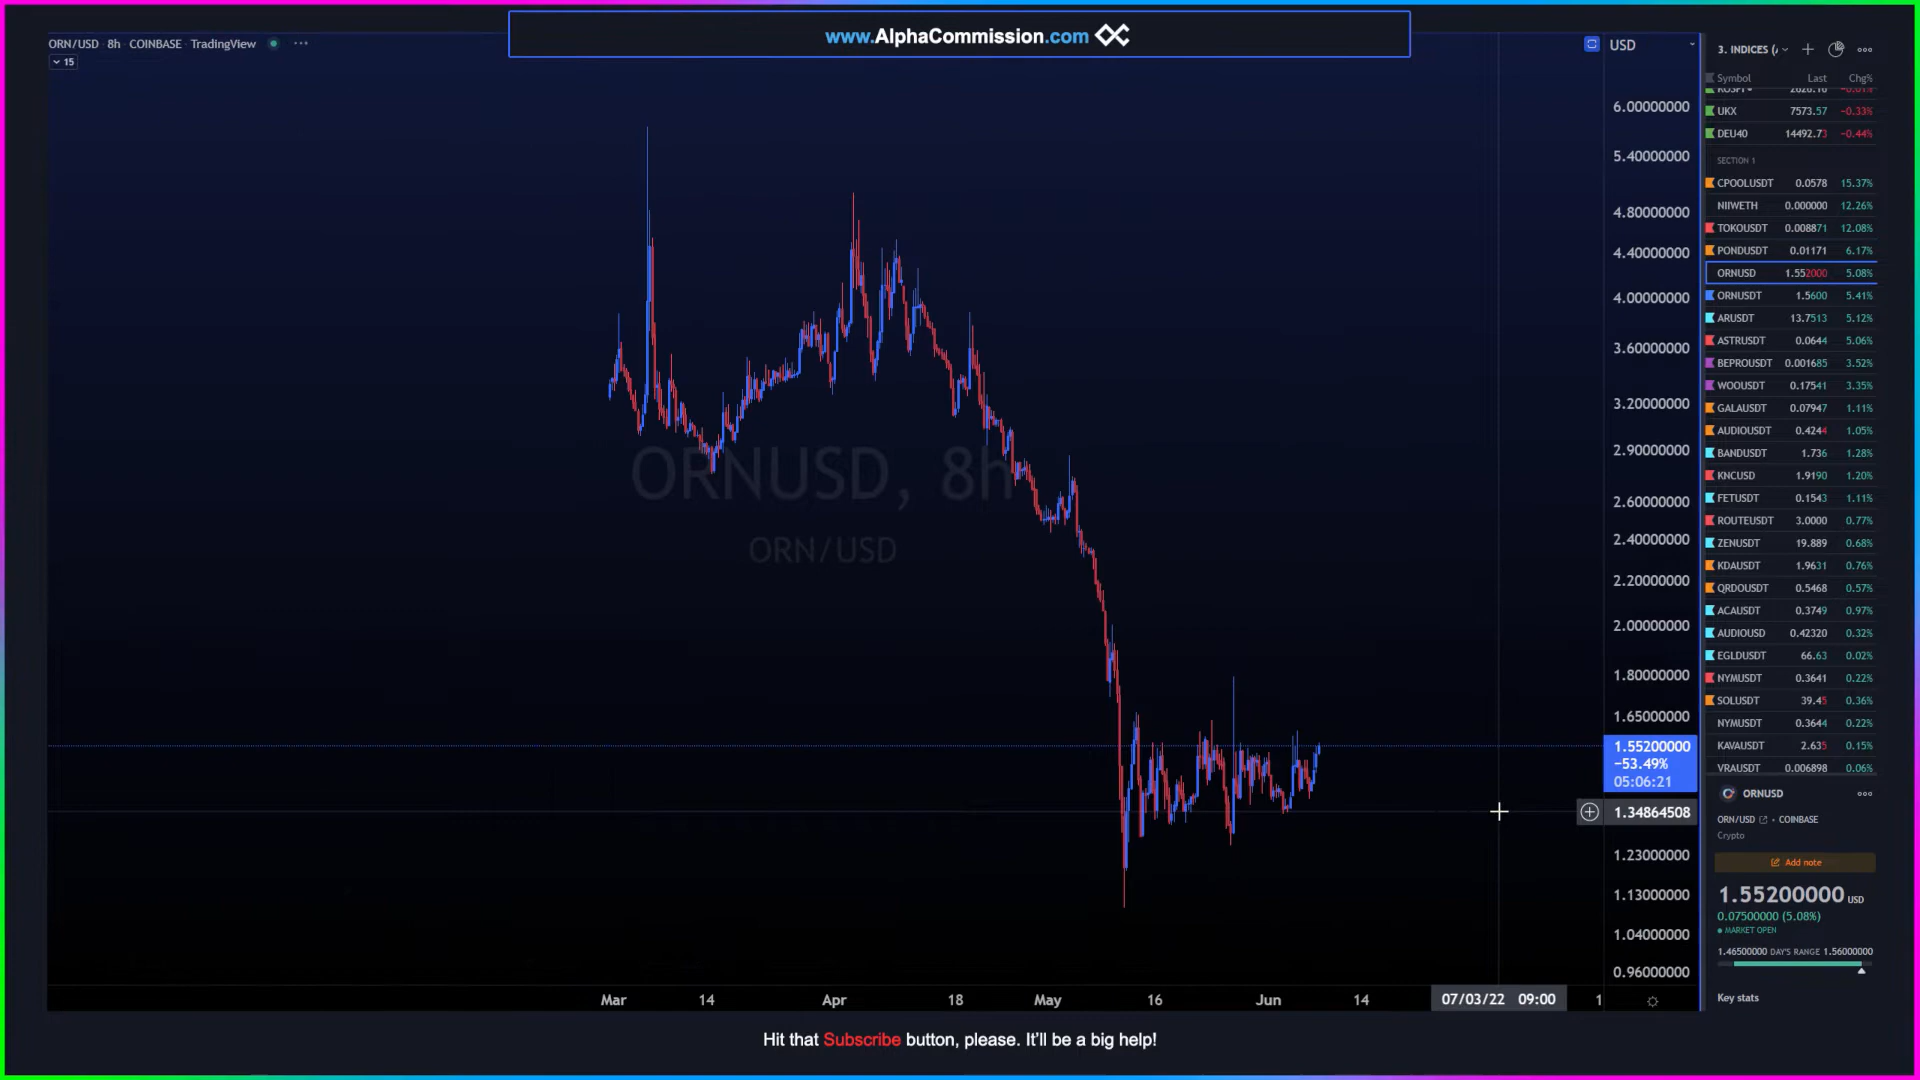 www.AlphaCommission.com
ORN/USD 8h COINBASE TradingView
15
USD
6.00000000
5.40000000
4.80000000
4.40000000
4.00000000
3.60000000
3.20000000
2.90000000
2.60000000
2.40000000
2.20000000
2.00000000
1.80000000
1.65000000
1.55200000
−53.49%
05:06:21
1.34864508
1.23000000
1.13000000
1.04000000
0.96000000
ORNUSD, 8h
ORN/USD
Mar 14 Apr 18 May 16 Jun 14 07/03/22 09:00 1
3. INDICES (
Symbol Last Chg%
UKX 7573.57 −0.33%
DEU40 14492.73 −0.44%
SECTION 1
CPOOLUSDT 0.0578 15.37%
NIIWETH 0.000000 12.26%
TOKOUSDT 0.008871 12.08%
PONDUSDT 0.01171 6.17%
ORNUSD 1.552000 5.08%
ORNUSDT 1.5600 5.41%
ARUSDT 13.7513 5.12%
ASTRUSDT 0.0644 5.06%
BEPROUSDT 0.001685 3.52%
WOOUSDT 0.17541 3.35%
GALAUSDT 0.07947 1.11%
AUDIOUSDT 0.4244 1.05%
BANDUSDT 1.736 1.28%
KNCUSD 1.9190 1.20%
FETUSDT 0.1543 1.11%
ROUTEUSDT 3.0000 0.77%
ZENUSDT 19.889 0.68%
KDAUSDT 1.9631 0.76%
QRDOUSDT 0.5468 0.57%
ACAUSDT 0.3749 0.97%
AUDIOUSD 0.42320 0.32%
EGLDUSDT 66.63 0.02%
NYMUSDT 0.3641 0.22%
SOLUSDT 39.45 0.36%
NYMUSDT 0.3644 0.22%
KAVAUSDT 2.635 0.15%
VRAUSDT 0.006898 0.06%
ORNUSD
ORN/USD • COINBASE
Crypto
Add note
1.55200000 USD
0.07500000 (5.08%)
MARKET OPEN
1.46500000 DAY'S RANGE 1.56000000
Key stats
Hit that Subscribe button, please. It'll be a big help!